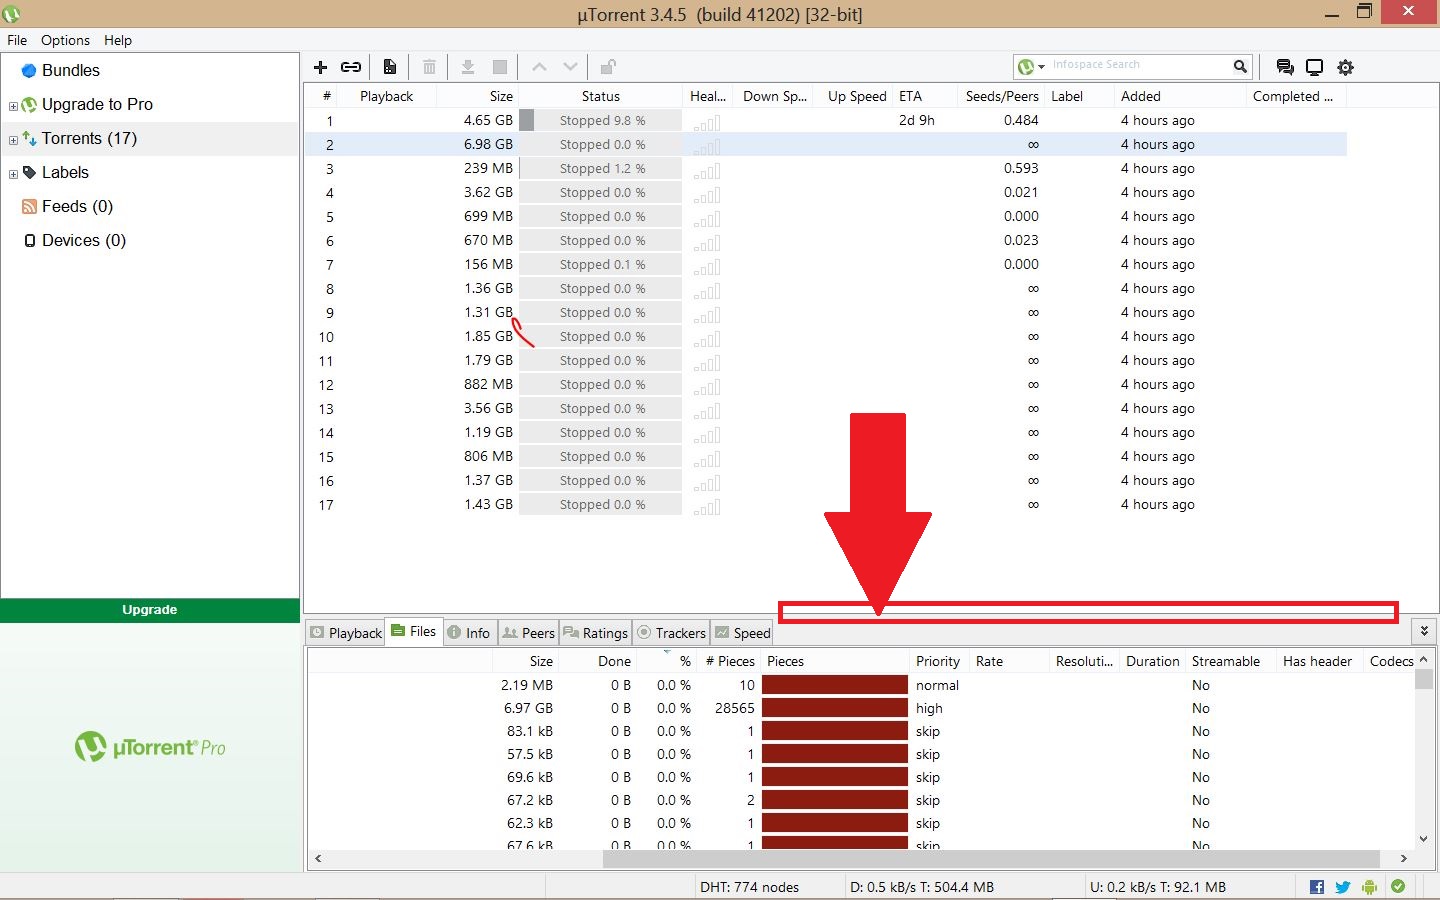 µTorrent 3.4.5 (build 41202) [32-bit]
File Options Help
Bundles
Upgrade to Pro
Torrents (17)
Labels
Feeds (0)
Devices (0)
Upgrade
µTorrent® Pro
Infospace Search
# Playback Size Status Heal... Down Sp... Up Speed ETA Seeds/Peers Label Added Completed ...
1 4.65 GB Stopped 9.8 % 2d 9h 0.484 4 hours ago
2 6.98 GB Stopped 0.0 % ∞ 4 hours ago
3 239 MB Stopped 1.2 % 0.593 4 hours ago
4 3.62 GB Stopped 0.0 % 0.021 4 hours ago
5 699 MB Stopped 0.0 % 0.000 4 hours ago
6 670 MB Stopped 0.0 % 0.023 4 hours ago
7 156 MB Stopped 0.1 % 0.000 4 hours ago
8 1.36 GB Stopped 0.0 % ∞ 4 hours ago
9 1.31 GB Stopped 0.0 % ∞ 4 hours ago
10 1.85 GB Stopped 0.0 % ∞ 4 hours ago
11 1.79 GB Stopped 0.0 % ∞ 4 hours ago
12 882 MB Stopped 0.0 % ∞ 4 hours ago
13 3.56 GB Stopped 0.0 % ∞ 4 hours ago
14 1.19 GB Stopped 0.0 % ∞ 4 hours ago
15 806 MB Stopped 0.0 % ∞ 4 hours ago
16 1.37 GB Stopped 0.0 % ∞ 4 hours ago
17 1.43 GB Stopped 0.0 % ∞ 4 hours ago
Playback Files Info Peers Ratings Trackers Speed
Size Done % # Pieces Pieces Priority Rate Resoluti... Duration Streamable Has header Codecs
2.19 MB 0 B 0.0 % 10 normal No
6.97 GB 0 B 0.0 % 28565 high No
83.1 kB 0 B 0.0 % 1 skip No
57.5 kB 0 B 0.0 % 1 skip No
69.6 kB 0 B 0.0 % 1 skip No
67.2 kB 0 B 0.0 % 2 skip No
62.3 kB 0 B 0.0 % 1 skip No
67.6 kB 0 B 0.0 % 1 skip No
DHT: 774 nodes D: 0.5 kB/s T: 504.4 MB U: 0.2 kB/s T: 92.1 MB